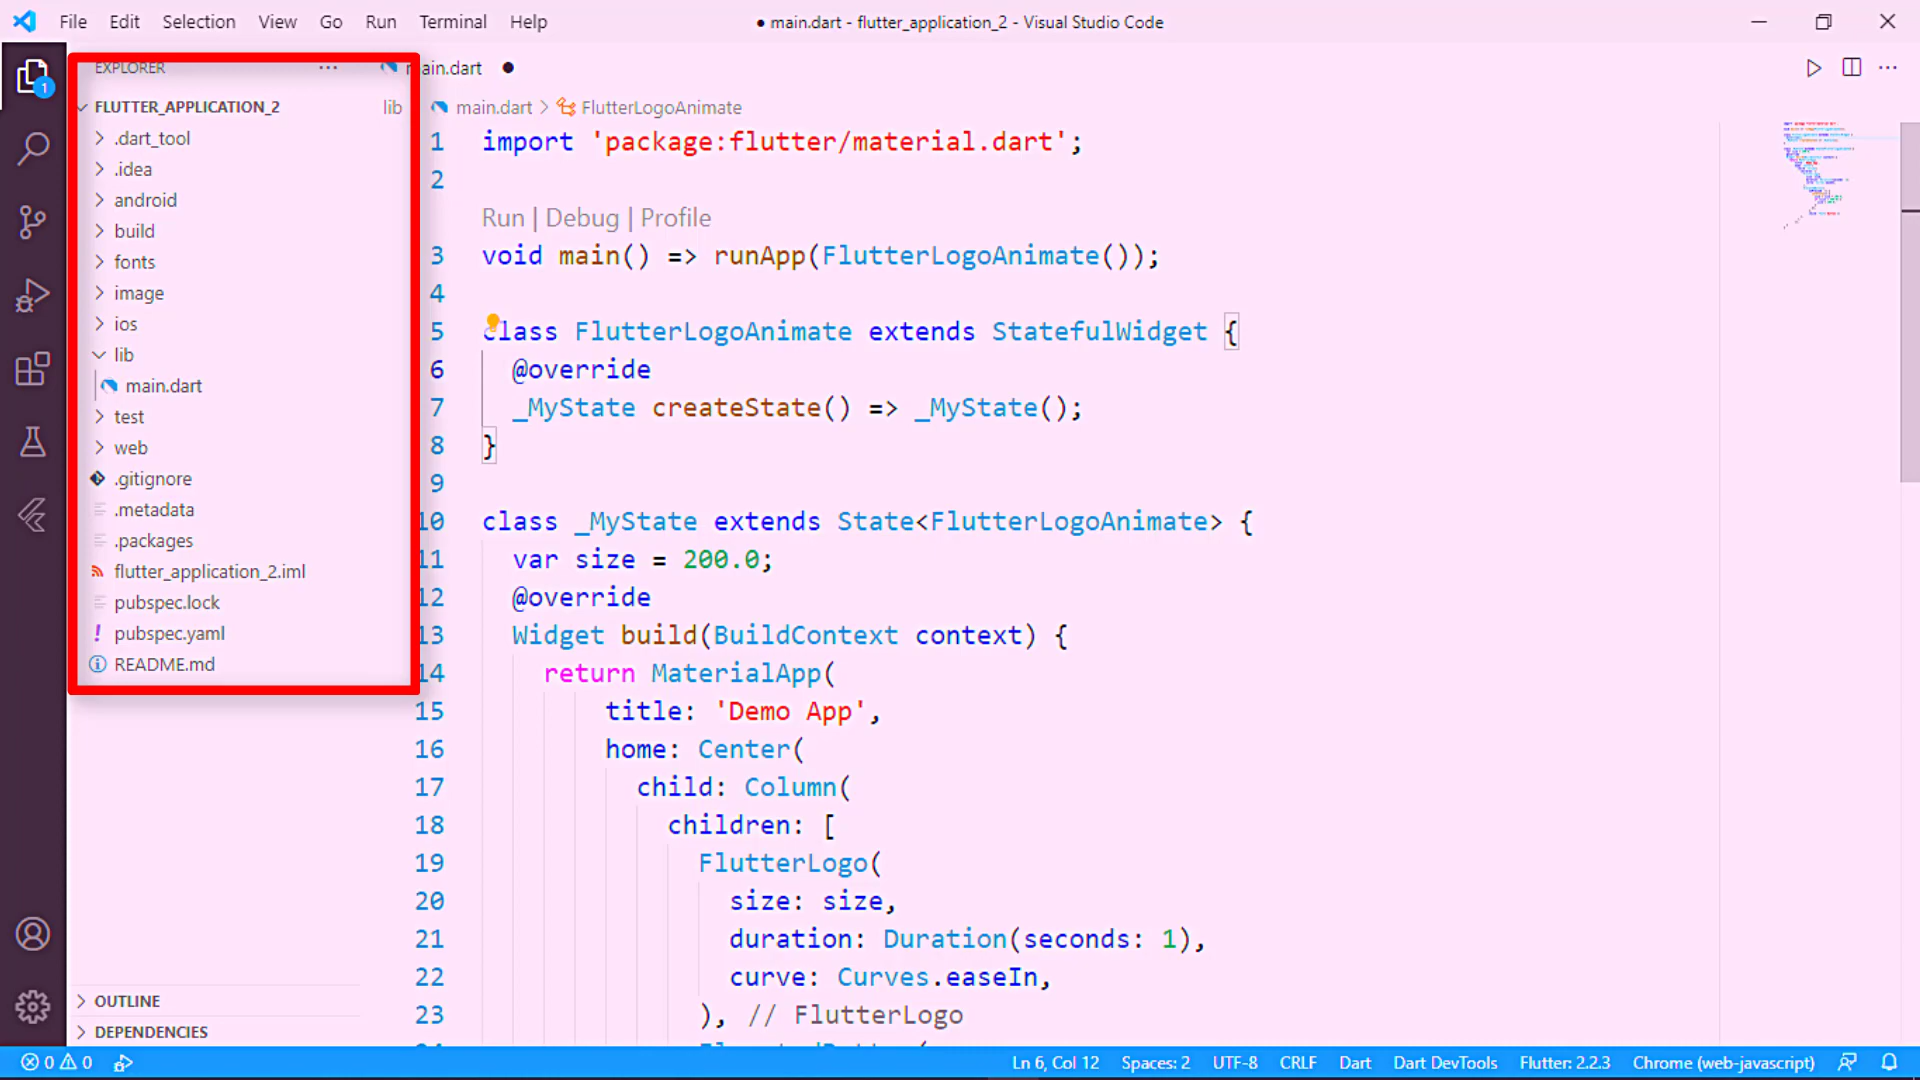 File Edit Selection View Go Run Terminal Help
● main.dart - flutter_application_2 - Visual Studio Code
1
EXPLORER ···
FLUTTER_APPLICATION_2
.dart_tool
.idea
android
build
fonts
image
ios
lib
main.dart
test
web
.gitignore
.metadata
.packages
flutter_application_2.iml
pubspec.lock
pubspec.yaml
README.md
OUTLINE
DEPENDENCIES
main.dart ●
lib main.dart > FlutterLogoAnimate
1 import 'package:flutter/material.dart';
2
Run | Debug | Profile
3 void main() => runApp(FlutterLogoAnimate());
4
5 class FlutterLogoAnimate extends StatefulWidget {
6 @override
7 _MyState createState() => _MyState();
8 }
9
10 class _MyState extends State<FlutterLogoAnimate> {
11 var size = 200.0;
12 @override
13 Widget build(BuildContext context) {
14 return MaterialApp(
15 title: 'Demo App',
16 home: Center(
17 child: Column(
18 children: [
19 FlutterLogo(
20 size: size,
21 duration: Duration(seconds: 1),
22 curve: Curves.easeIn,
23 ), // FlutterLogo
0 0 Ln 6, Col 12 Spaces: 2 UTF-8 CRLF Dart Dart DevTools Flutter: 2.2.3 Chrome (web-javascript)